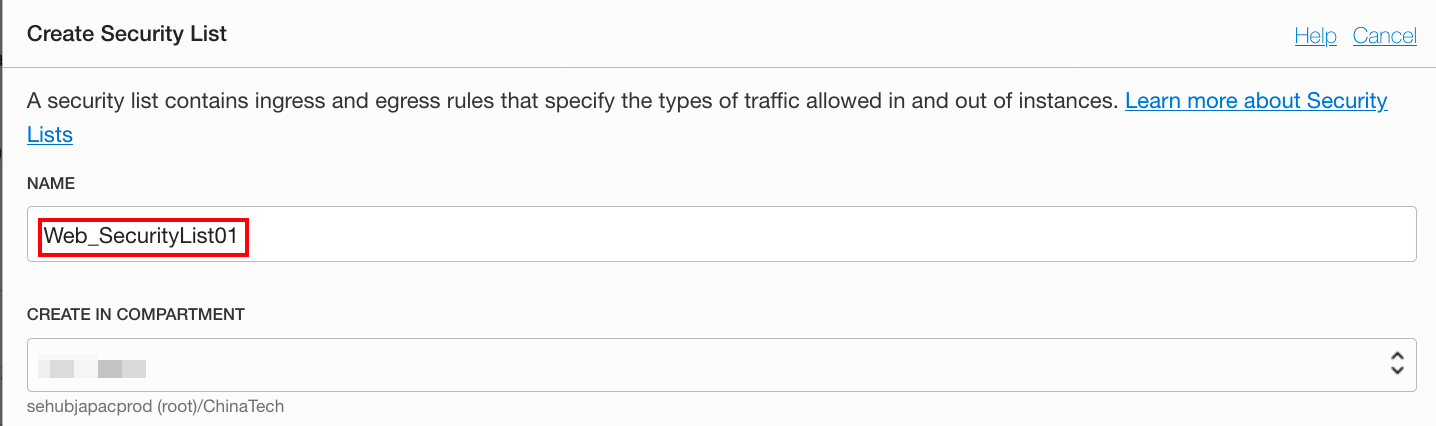 Create Security List
Help Cancel
A security list contains ingress and egress rules that specify the types of traffic allowed in and out of instances. Learn more about Security
Lists
NAME
Web_SecurityList01
CREATE IN COMPARTMENT
sehubjapacprod (root)/ChinaTech